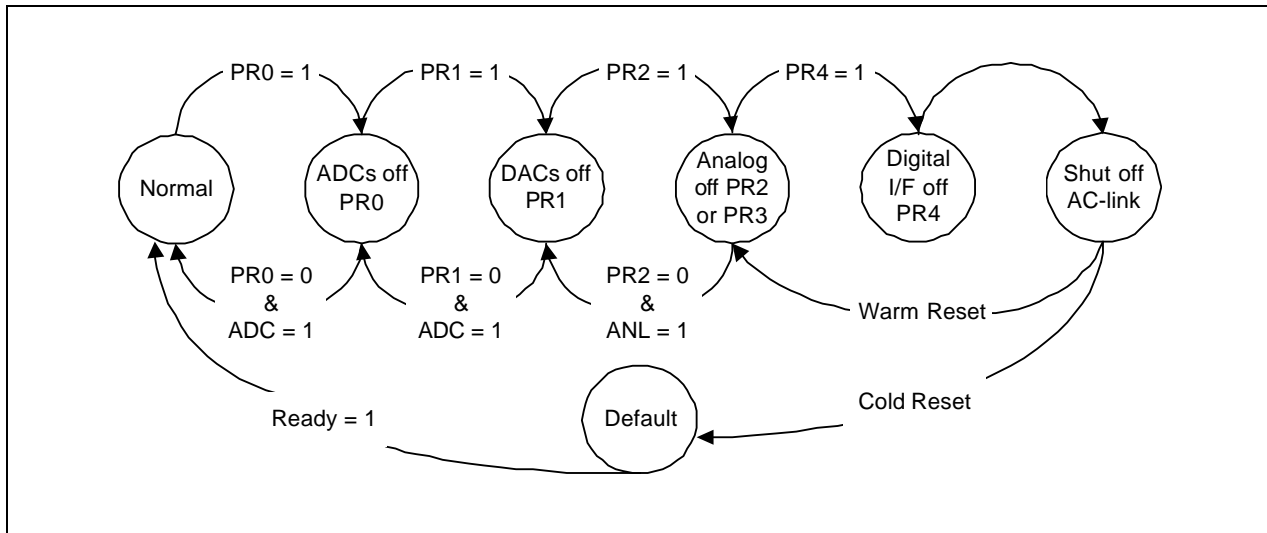 PR0 = 1
PR1 = 1
PR2 = 1
PR4 = 1
Normal
ADCs off
PR0
DACs off
PR1
Analog
off PR2
or PR3
Digital
I/F off
PR4
Shut off
AC-link
PR0 = 0
&
ADC = 1
PR1 = 0
&
ADC = 1
PR2 = 0
&
ANL = 1
Warm Reset
Cold Reset
Ready = 1
Default